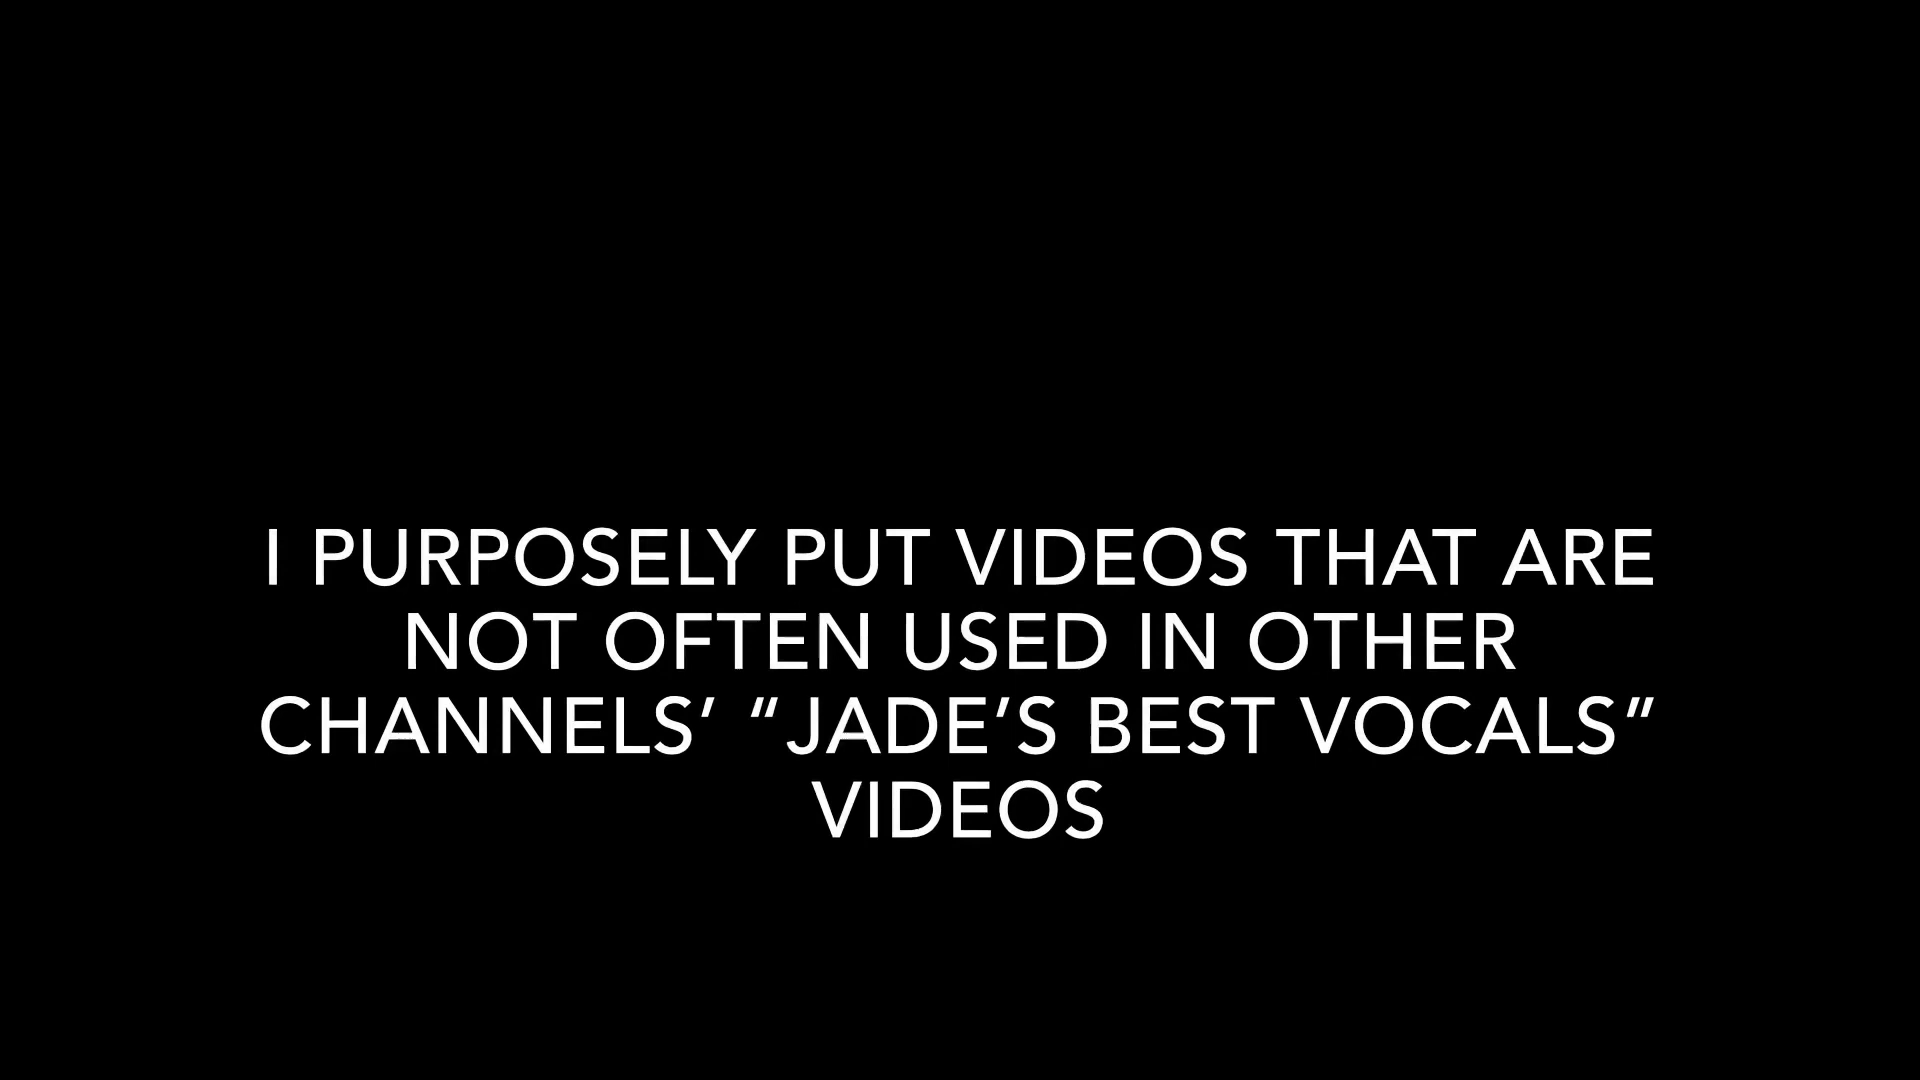 I PURPOSELY PUT VIDEOS THAT ARE
NOT OFTEN USED IN OTHER
CHANNELS’ “JADE’S BEST VOCALS”
VIDEOS